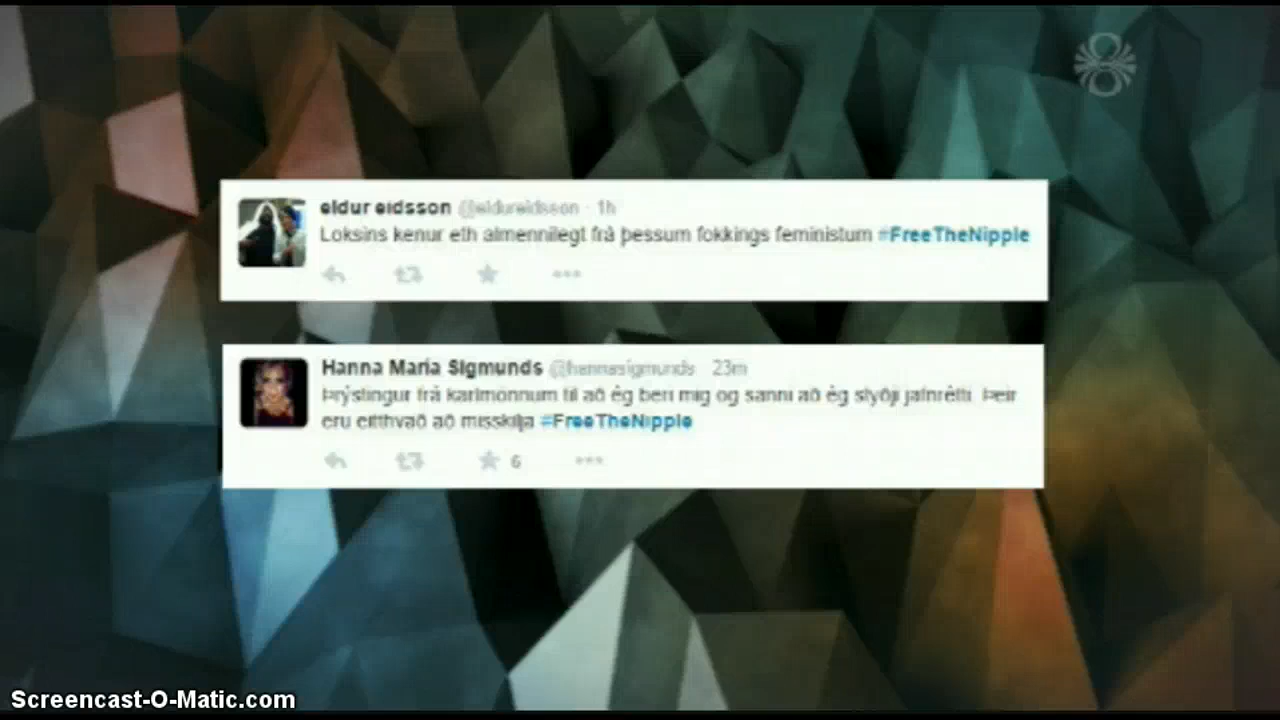 eldur eidsson @eldureidsson · 1h
Loksins kemur eth almennilegt frá þessum fokkings feministum #FreeTheNipple
Hanna María Sigmunds @hannasigmunds · 23m
Þrýstingur frá karlmönnum til að ég beri mig og sanni að ég styðji jafnrétti. Þeir
eru eitthvað að misskilja #FreeTheNipple
6
Screencast-O-Matic.com